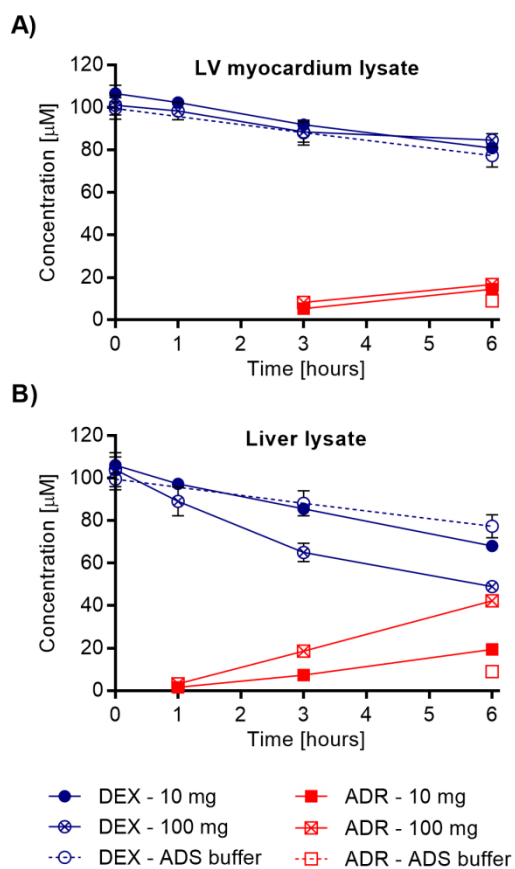 A)
LV myocardium lysate
Concentration [µM]
120
100
80
60
40
20
0
0 1 2 3 4 5 6
Time [hours]
B)
Liver lysate
Concentration [µM]
120
100
80
60
40
20
0
0 1 2 3 4 5 6
Time [hours]
DEX - 10 mg ADR - 10 mg
DEX - 100 mg ADR - 100 mg
DEX - ADS buffer ADR - ADS buffer